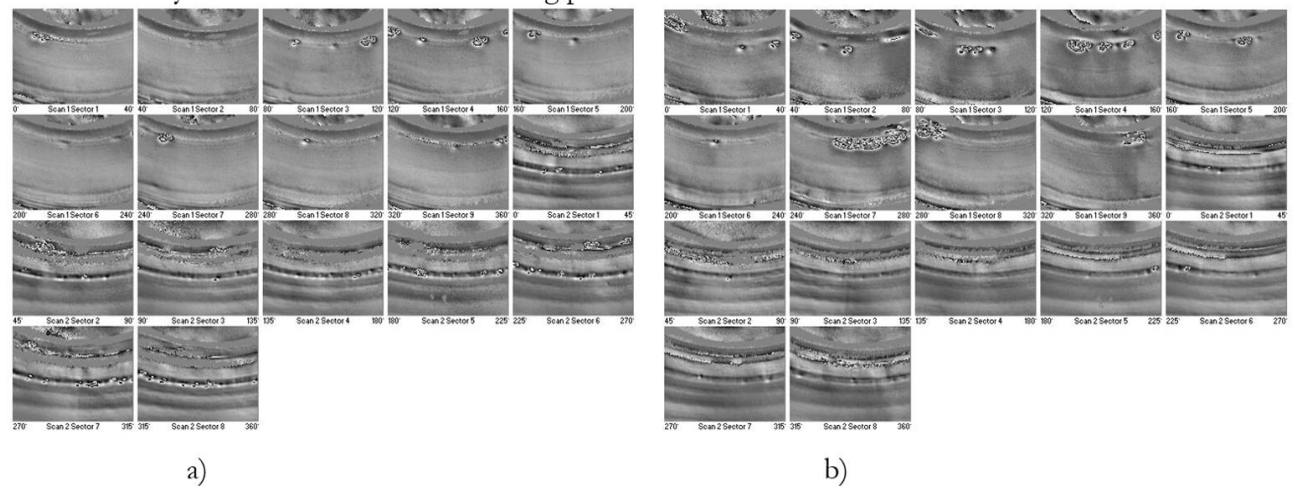 0' Scan 1 Sector 1 40' 40' Scan 1 Sector 2 80' 80' Scan 1 Sector 3 120' 120' Scan 1 Sector 4 160' 160' Scan 1 Sector 5 200'
200' Scan 1 Sector 6 240' 240' Scan 1 Sector 7 280' 280' Scan 1 Sector 8 320' 320' Scan 1 Sector 9 360' 0' Scan 2 Sector 1 45'
45' Scan 2 Sector 2 90' 90' Scan 2 Sector 3 135' 135' Scan 2 Sector 4 180' 180' Scan 2 Sector 5 225' 225' Scan 2 Sector 6 270'
270' Scan 2 Sector 7 315' 315' Scan 2 Sector 8 360'
a)
0' Scan 1 Sector 1 40' 40' Scan 1 Sector 2 80' 80' Scan 1 Sector 3 120' 120' Scan 1 Sector 4 160' 160' Scan 1 Sector 5 200'
200' Scan 1 Sector 6 240' 240' Scan 1 Sector 7 280' 280' Scan 1 Sector 8 320' 320' Scan 1 Sector 9 360' 0' Scan 2 Sector 1 45'
45' Scan 2 Sector 2 90' 90' Scan 2 Sector 3 135' 135' Scan 2 Sector 4 180' 180' Scan 2 Sector 5 225' 225' Scan 2 Sector 6 270'
270' Scan 2 Sector 7 315' 315' Scan 2 Sector 8 360'
b)